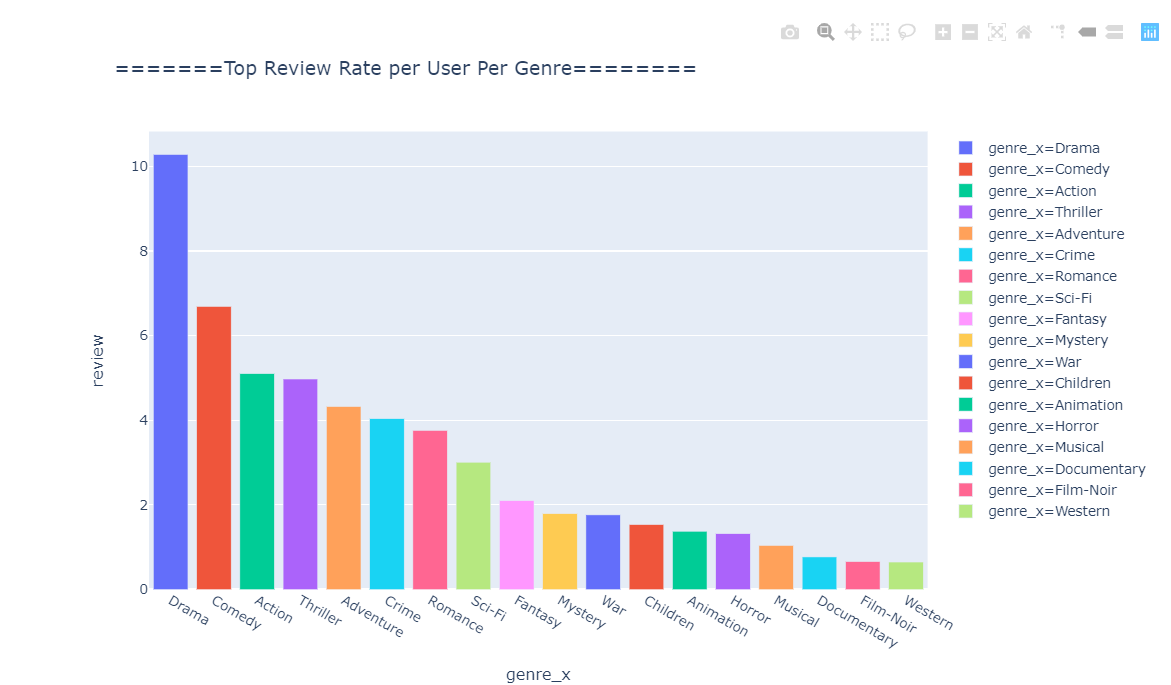 =======Top Review Rate per User Per Genre========
10
8
6
4
2
0
review
Drama
Comedy
Action
Thriller
Adventure
Crime
Romance
Sci-Fi
Fantasy
Mystery
War
Children
Animation
Horror
Musical
Documentary
Film-Noir
Western
genre_x
genre_x=Drama
genre_x=Comedy
genre_x=Action
genre_x=Thriller
genre_x=Adventure
genre_x=Crime
genre_x=Romance
genre_x=Sci-Fi
genre_x=Fantasy
genre_x=Mystery
genre_x=War
genre_x=Children
genre_x=Animation
genre_x=Horror
genre_x=Musical
genre_x=Documentary
genre_x=Film-Noir
genre_x=Western